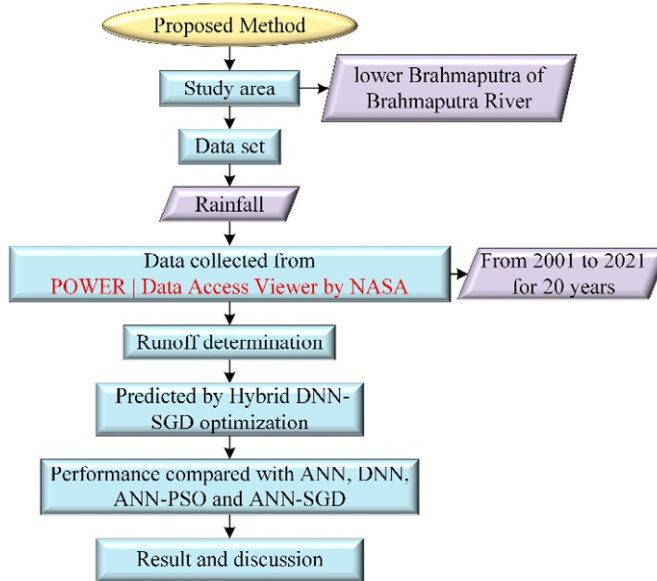 Proposed Method
Study area
lower Brahmaputra of
Brahmaputra River
Data set
Rainfall
Data collected from
POWER | Data Access Viewer by NASA
From 2001 to 2021
for 20 years
Runoff determination
Predicted by Hybrid DNN-
SGD optimization
Performance compared with ANN, DNN,
ANN-PSO and ANN-SGD
Result and discussion